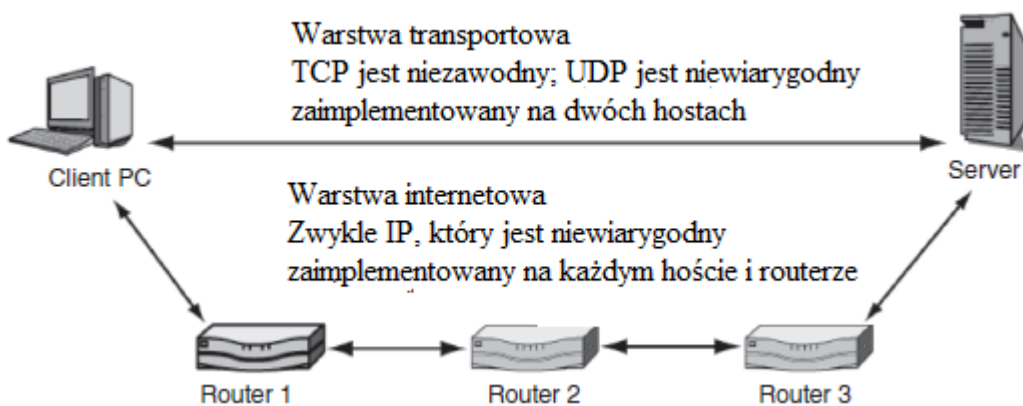 Warstwa transportowa
TCP jest niezawodny; UDP jest niewiarygodny
zaimplementowany na dwóch hostach
Client PC
Server
Warstwa internetowa
Zwykle IP, który jest niewiarygodny
zaimplementowany na każdym hoście i routerze
Router 1
Router 2
Router 3